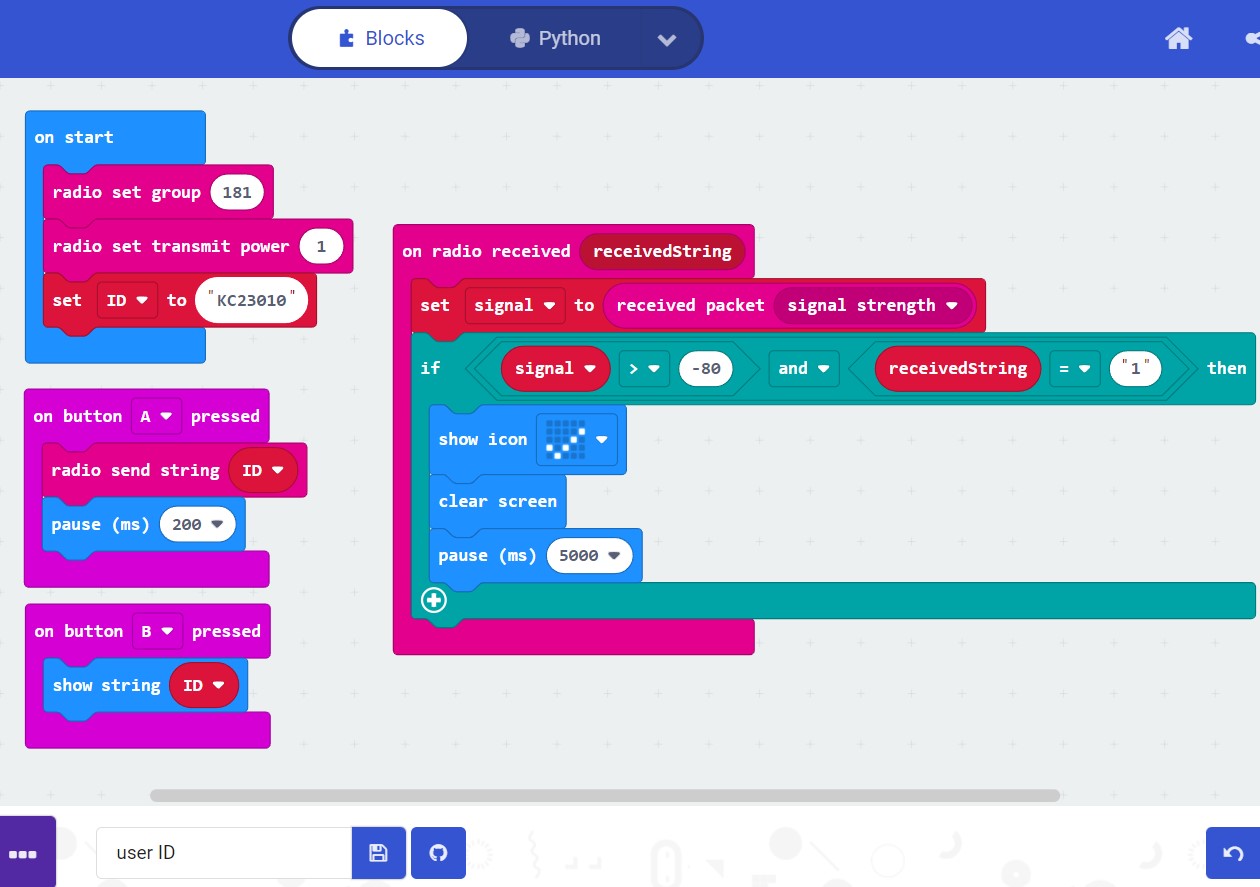 Blocks
Python
on start
radio set group 181
radio set transmit power 1
set ID to "KC23010"
on button A pressed
radio send string ID
pause (ms) 200
on button B pressed
show string ID
on radio received receivedString
set signal to received packet signal strength
if signal > -80 and receivedString = "1" then
show icon
clear screen
pause (ms) 5000
user ID